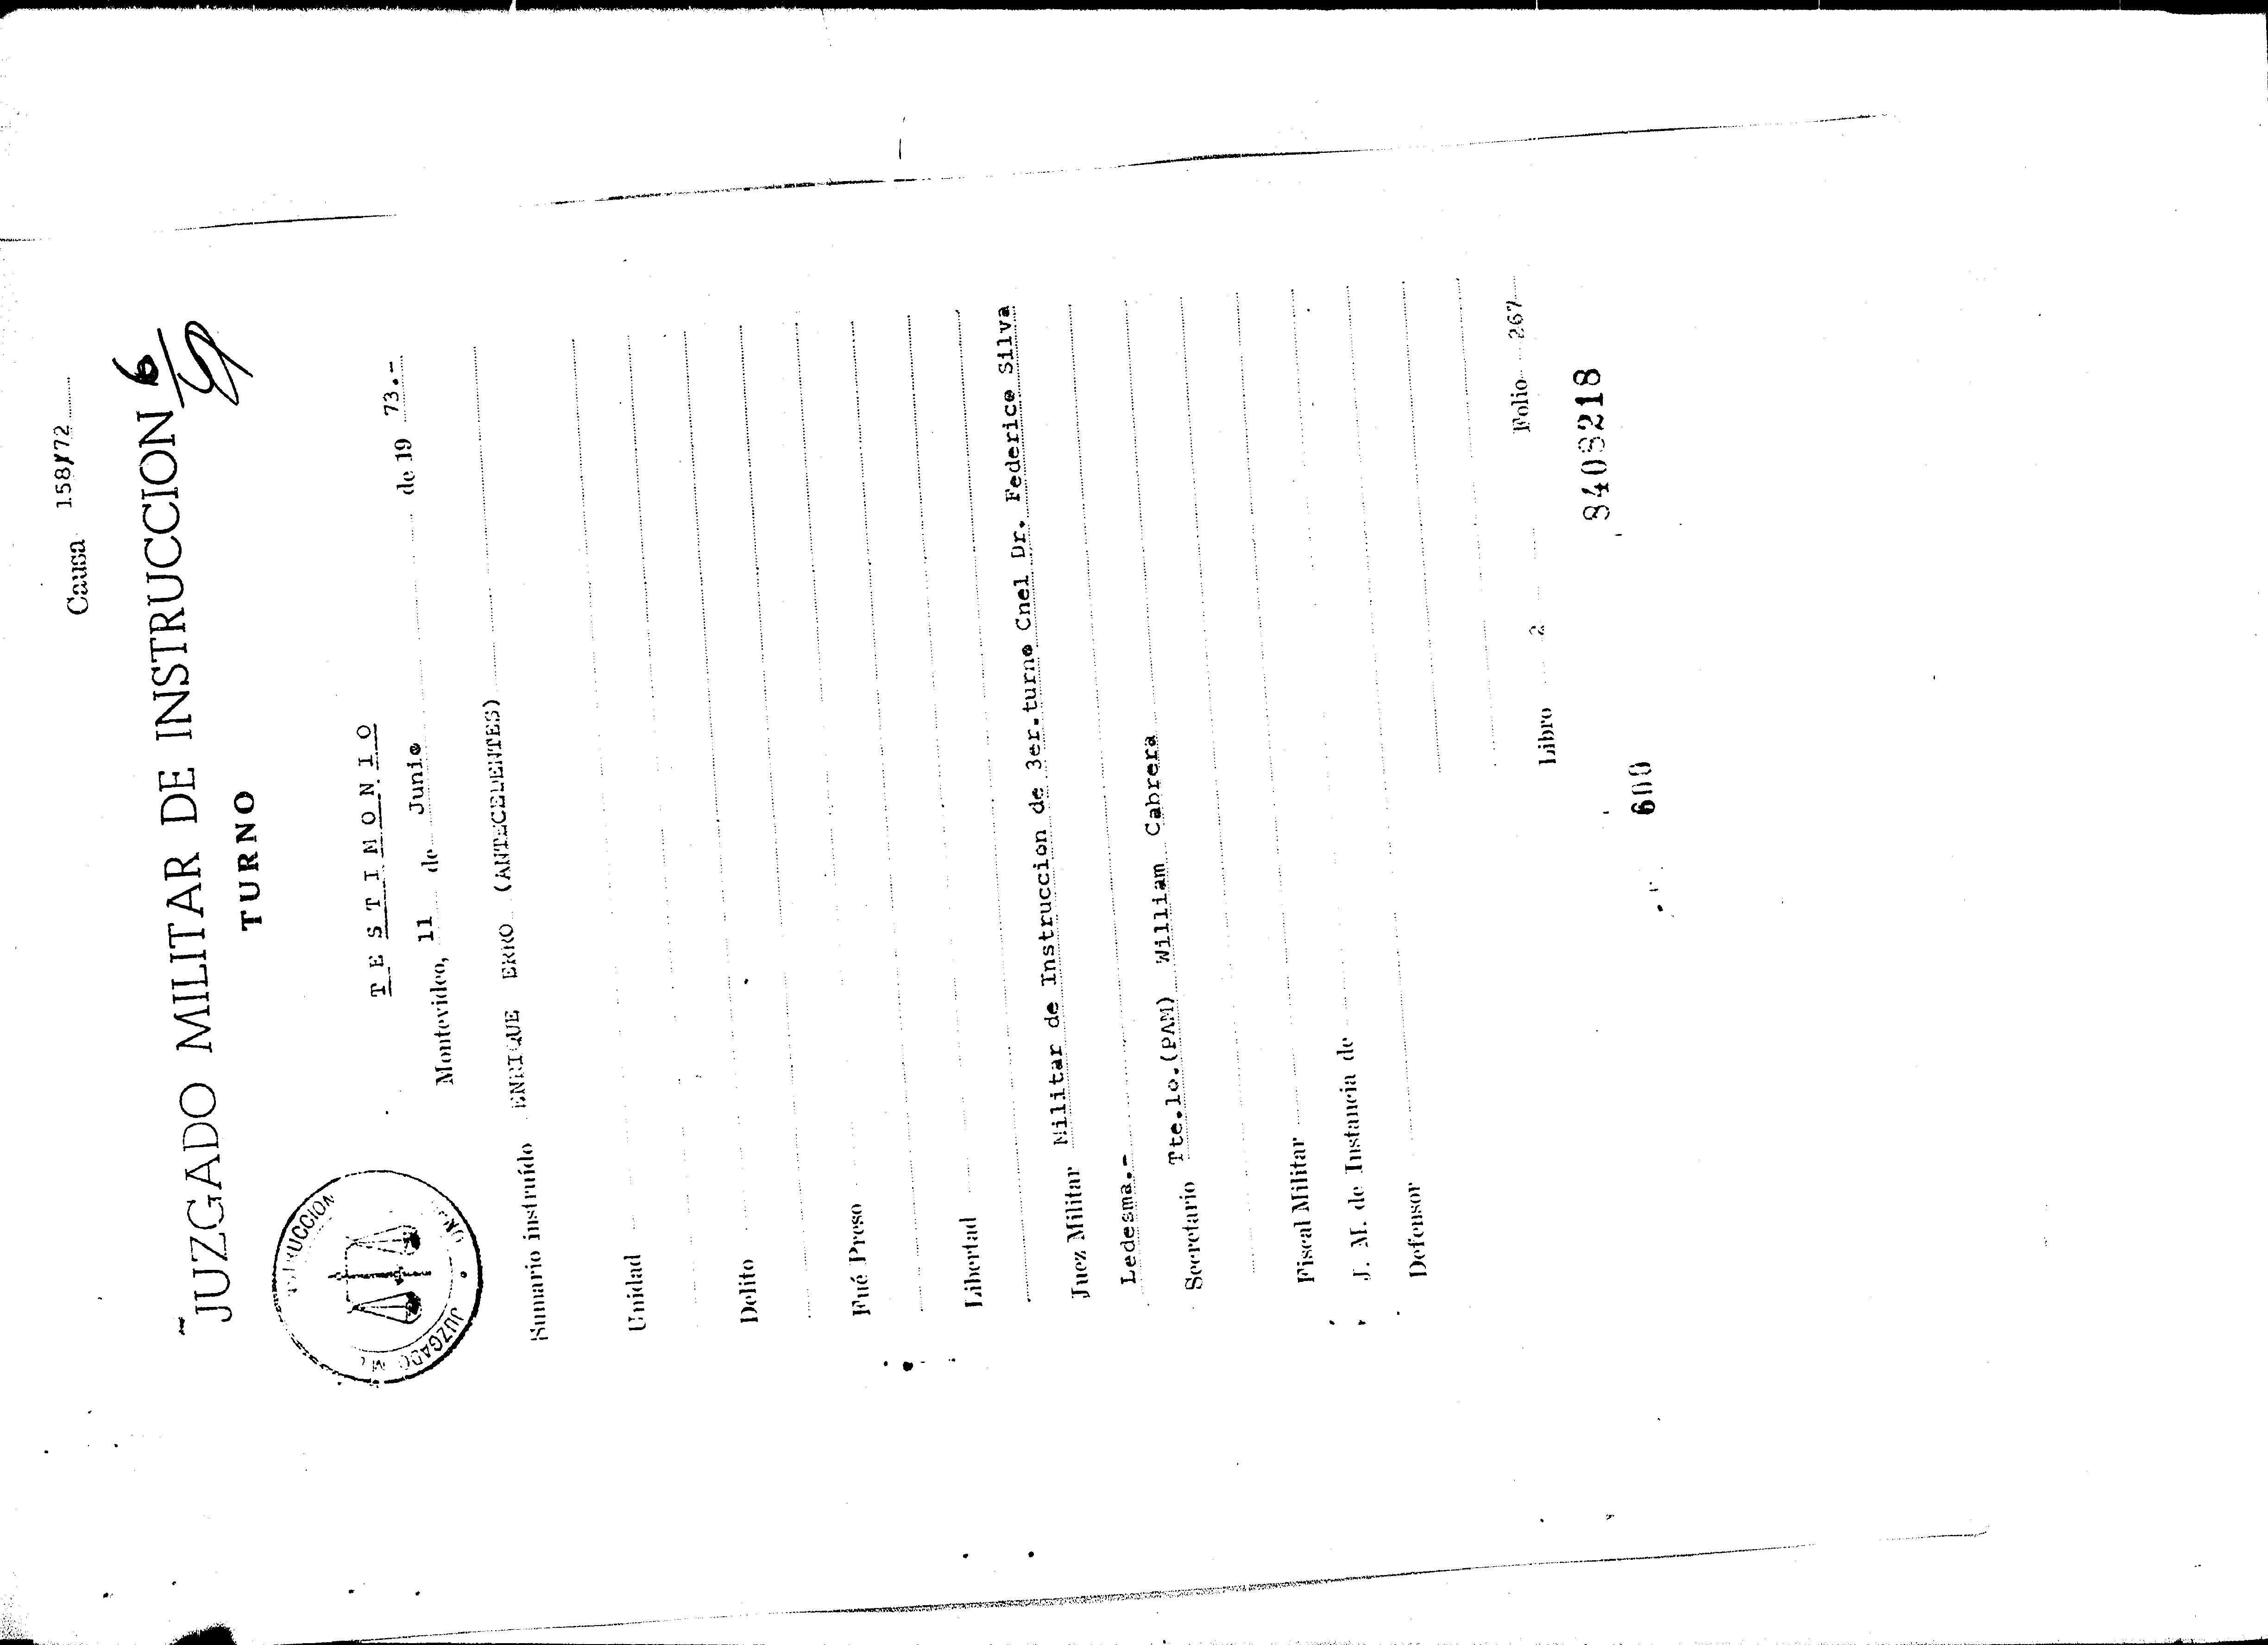 Causa 158/72
JUZGADO MILITAR DE INSTRUCCION 6
TURNO
TESTIMONIO
Montevideo, 11 de Junio de 19 73.-
Sumario instruído ENRIQUE ERRO (ANTECEDENTES)
Unidad
Delito
Fué Preso
Libertad
Juez Militar Militar de Instruccion de 3er.turno Cnel Dr. Federico Silva
Ledesma.-
Secretario Tte.1o.(PAM) William Cabrera
Fiscal Militar
J. M. de Instancia de
Defensor
Libro 2 Folio 267
8408218
600
JUZGADO